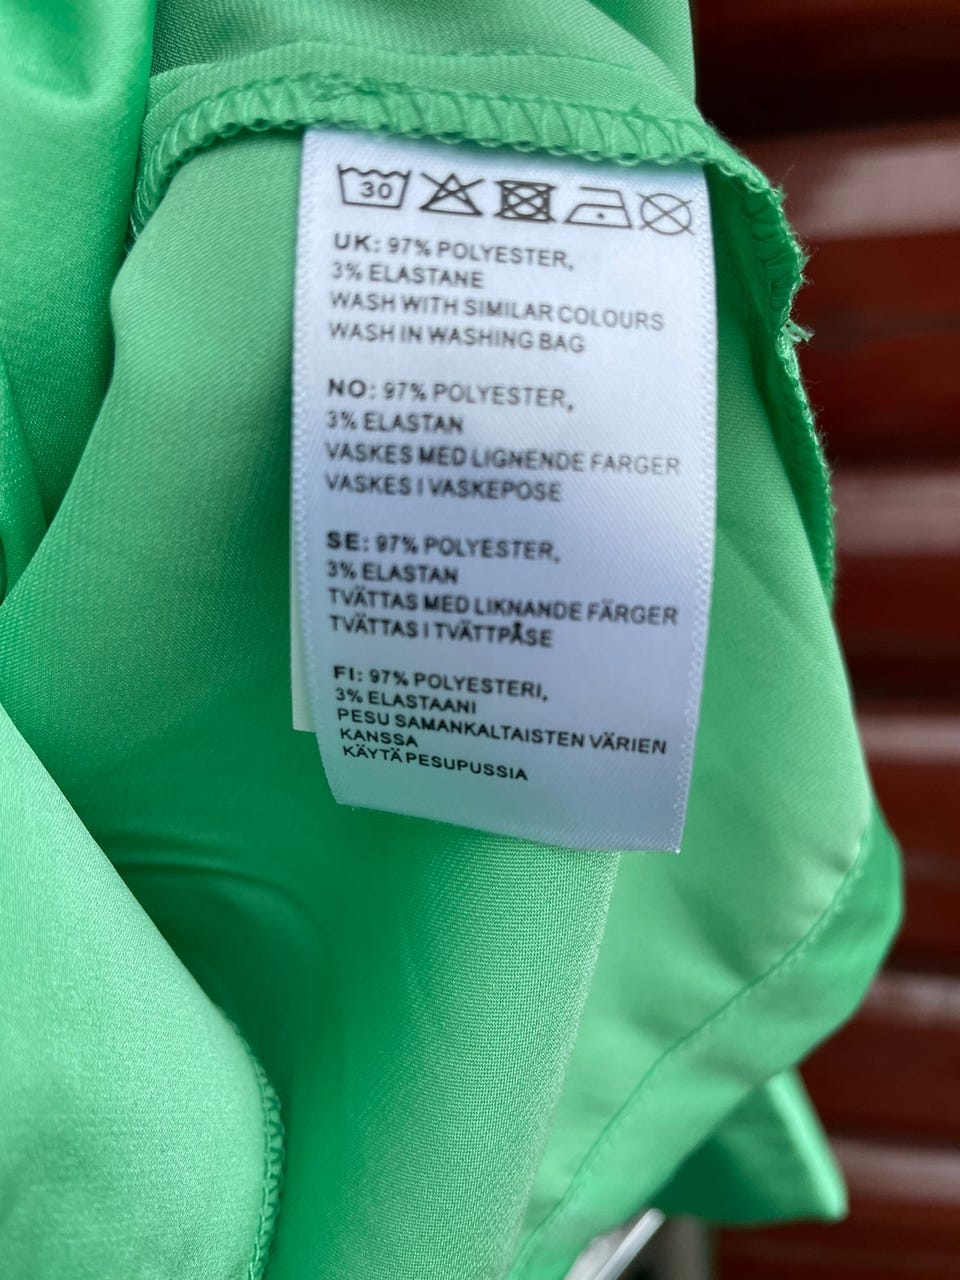 30
UK: 97% POLYESTER,
3% ELASTANE
WASH WITH SIMILAR COLOURS
WASH IN WASHING BAG
NO: 97% POLYESTER,
3% ELASTAN
VASKES MED LIGNENDE FARGER
VASKES I VASKEPOSE
SE: 97% POLYESTER,
3% ELASTAN
TVÄTTAS MED LIKNANDE FÄRGER
TVÄTTAS I TVÄTTPÅSE
FI: 97% POLYESTERI,
3% ELASTAANI
PESU SAMANKALTAISTEN VÄRIEN
KANSSA
KÄYTÄ PESUPUSSIA